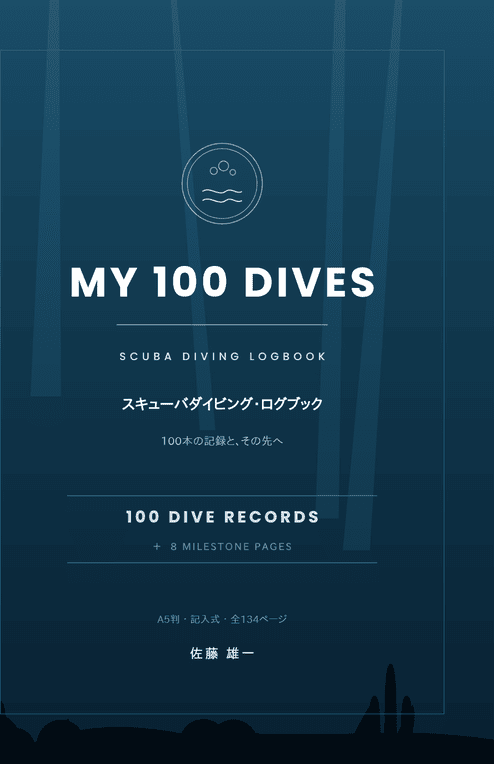 MY 100 DIVES
SCUBA DIVING LOGBOOK
スキューバダイビング・ログブック
100本の記録と、その先へ
100 DIVE RECORDS
+ 8 MILESTONE PAGES
A5判・記入式・全134ページ
佐藤 雄一